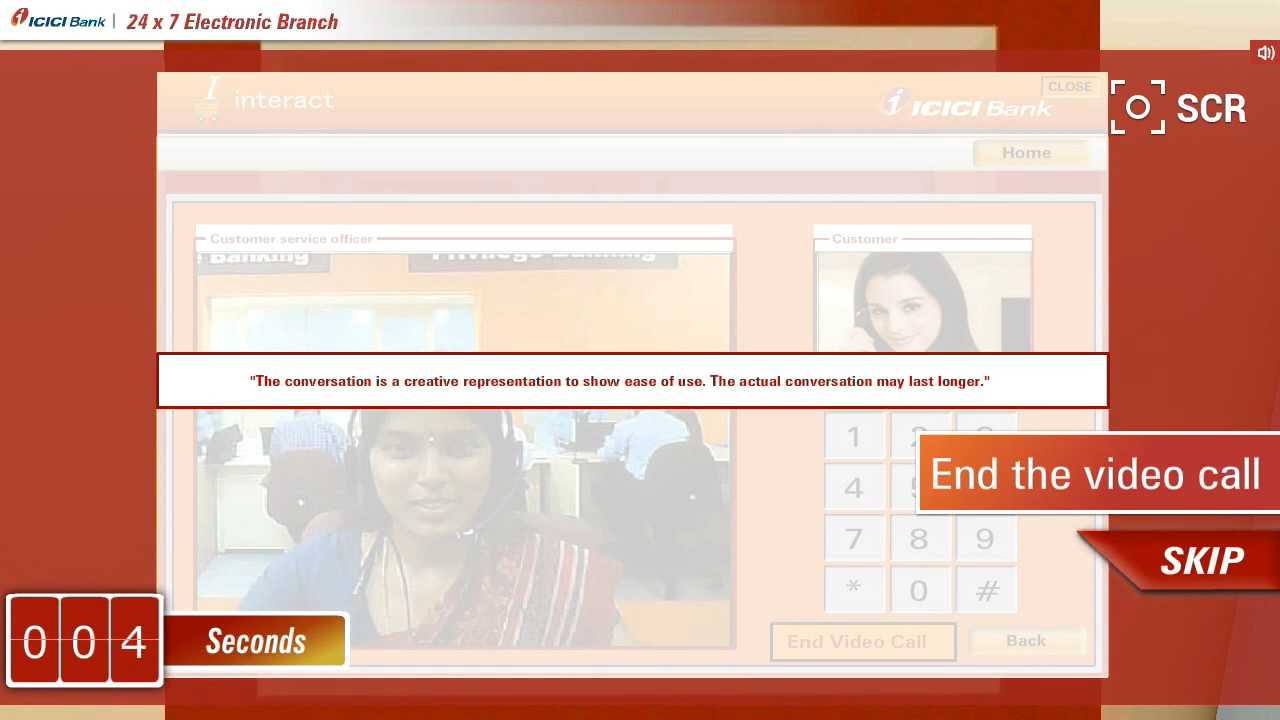 ICICI Bank | 24 x 7 Electronic Branch
I
interact
CLOSE
i ICICI Bank
SCR
Home
Customer service officer
Customer
Banking
Privilege Banking
"The conversation is a creative representation to show ease of use. The actual conversation may last longer."
1 2
End the video call
4
7 8 9
SKIP
* 0 #
004 Seconds
End Video Call
Back